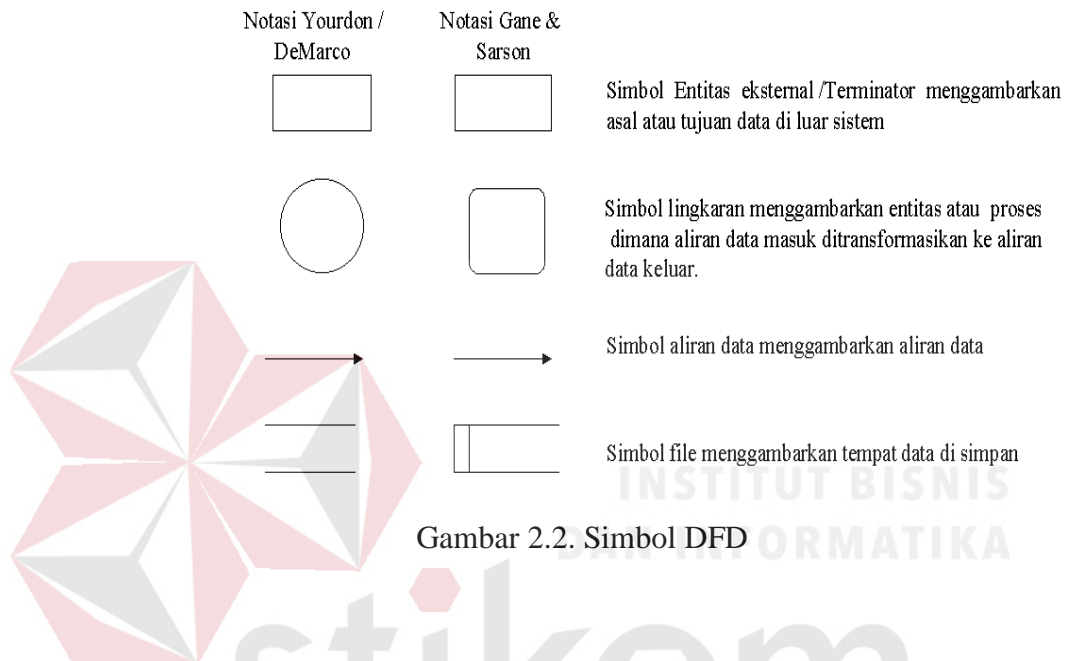 Notasi Yourdon /
DeMarco
Notasi Gane &
Sarson
Simbol Entitas eksternal /Terminator menggambarkan
asal atau tujuan data di luar sistem
Simbol lingkaran menggambarkan entitas atau proses
dimana aliran data masuk ditransformasikan ke aliran
data keluar.
Simbol aliran data menggambarkan aliran data
Simbol file menggambarkan tempat data di simpan
INSTITUT BISNIS
DAN INFORMATIKA
Gambar 2.2. Simbol DFD
stikom